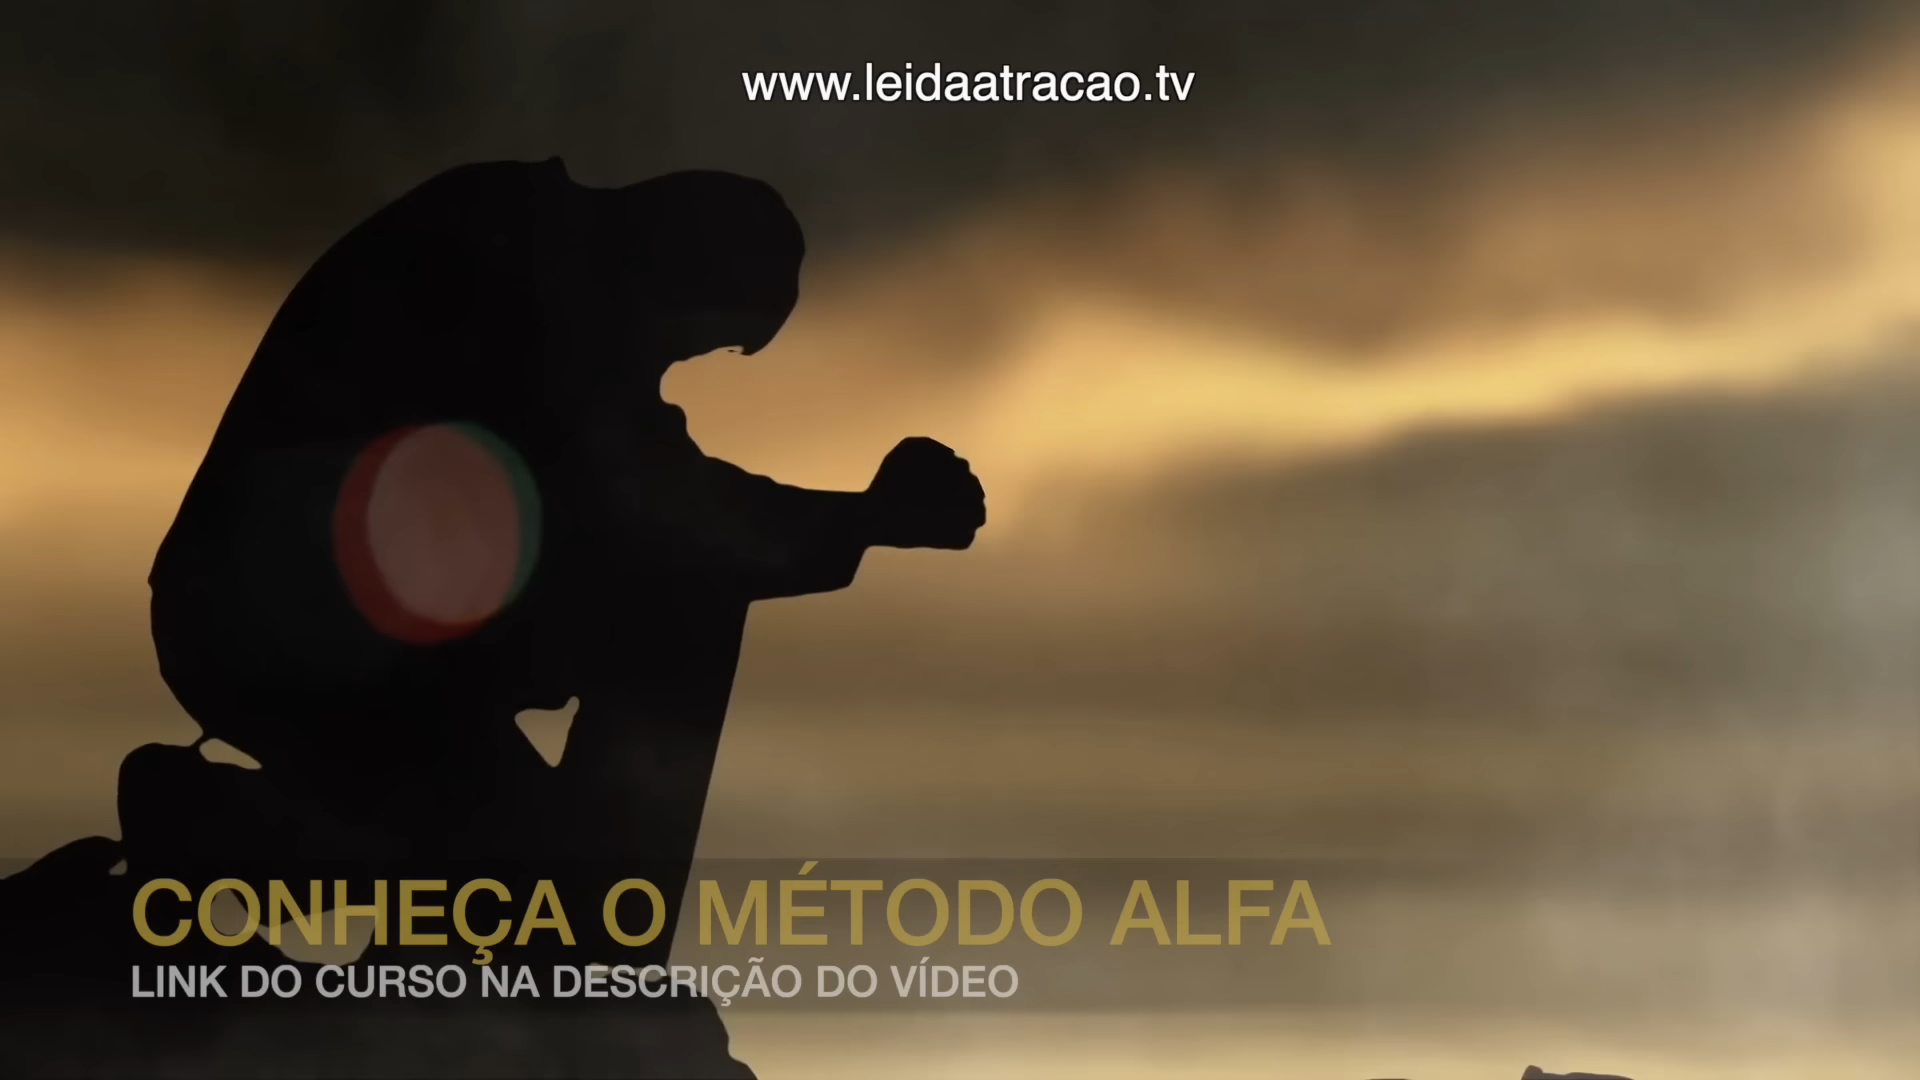 www.leidaatracao.tv
CONHEÇA O MÉTODO ALFA
LINK DO CURSO NA DESCRIÇÃO DO VÍDEO